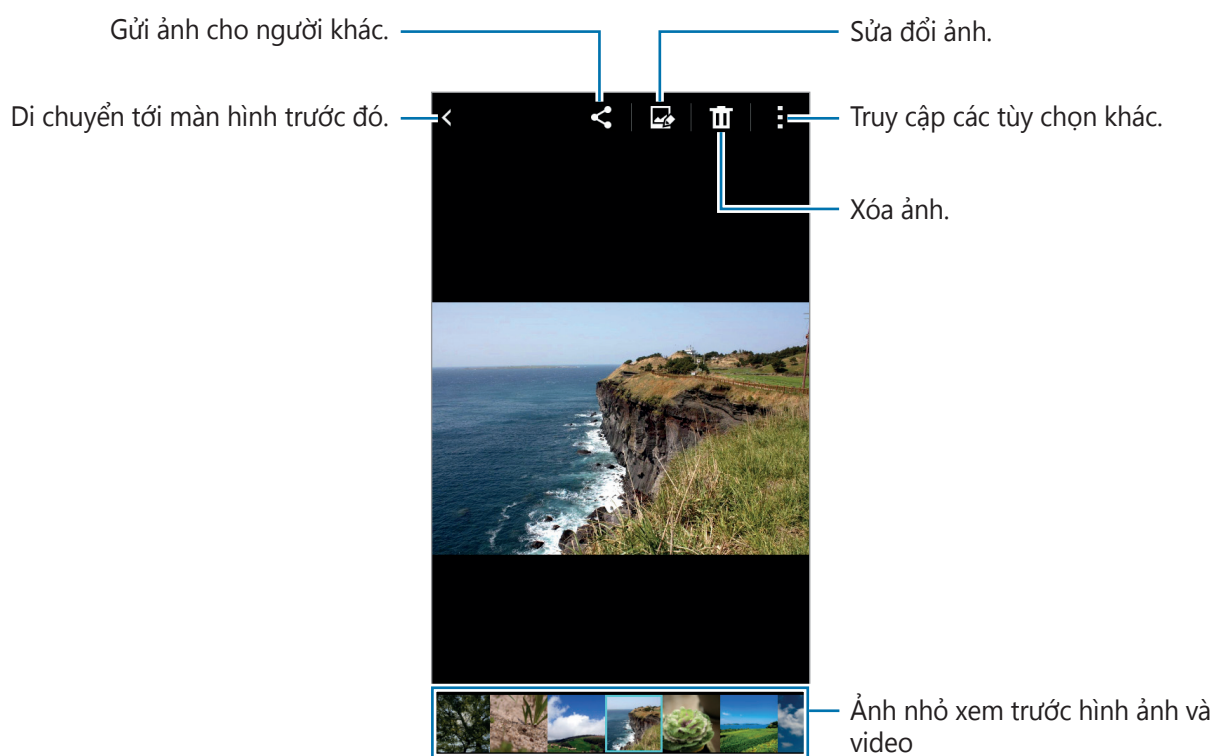 Gửi ảnh cho người khác.
Sửa đổi ảnh.
Di chuyển tới màn hình trước đó.
Truy cập các tùy chọn khác.
Xóa ảnh.
Ảnh nhỏ xem trước hình ảnh và
video